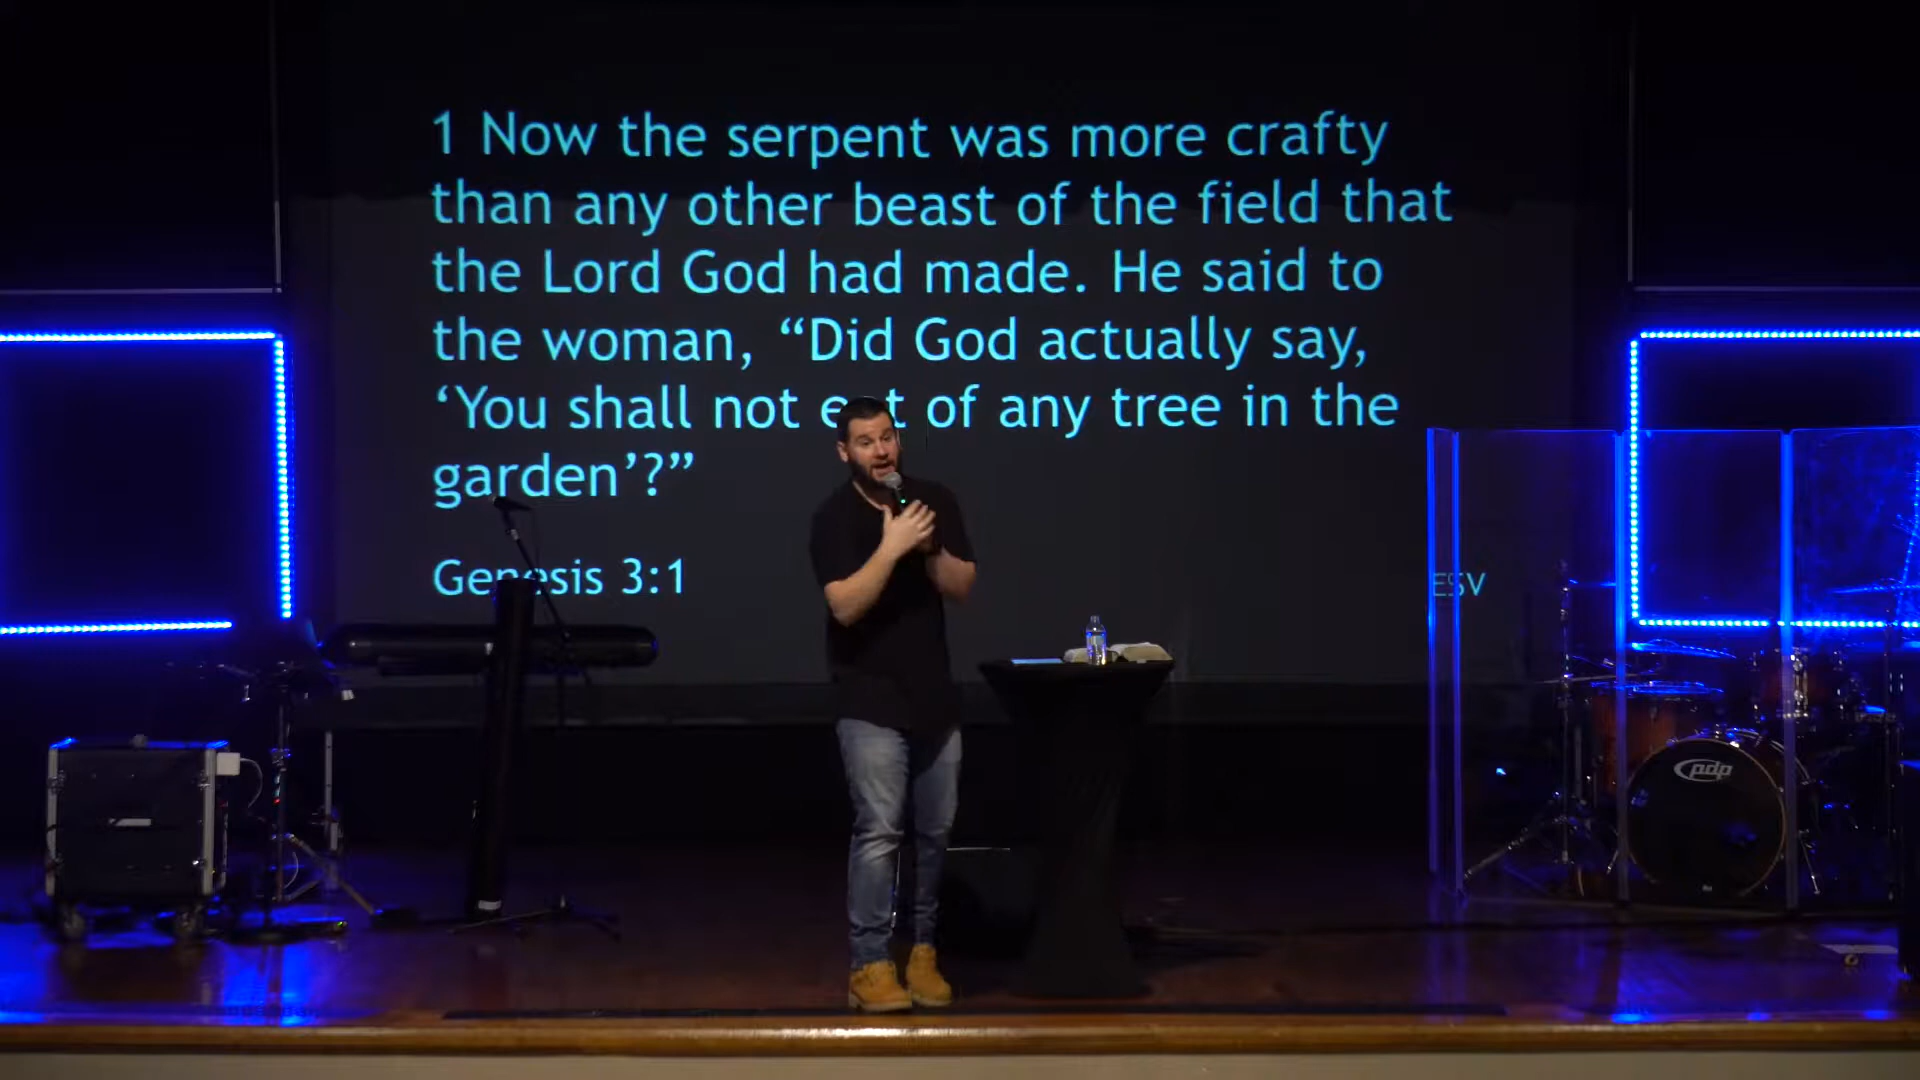 1 Now the serpent was more crafty
than any other beast of the field that
the Lord God had made. He said to
the woman, “Did God actually say,
‘You shall not eat of any tree in the
garden’?”
Genesis 3:1
ESV
pdp